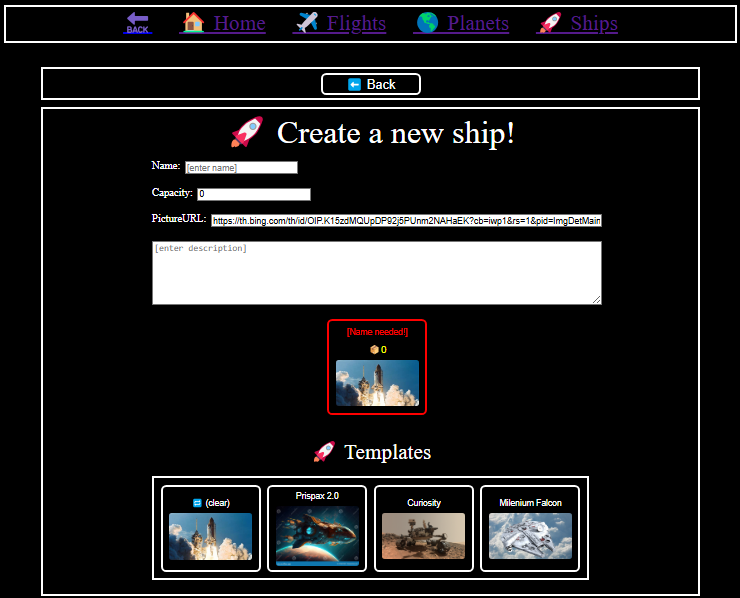 BACK Home Flights Planets Ships
Back
Create a new ship!
Name: [enter name]
Capacity: 0
PictureURL: https://th.bing.com/th/id/OIP.K15zdMQUpDP92j5PUnm2NAHaEK?cb=iwp1&rs=1&pid=ImgDetMain
[enter description]
[Name needed!]
0
Templates
(clear) Prispax 2.0 Curiosity Milenium Falcon